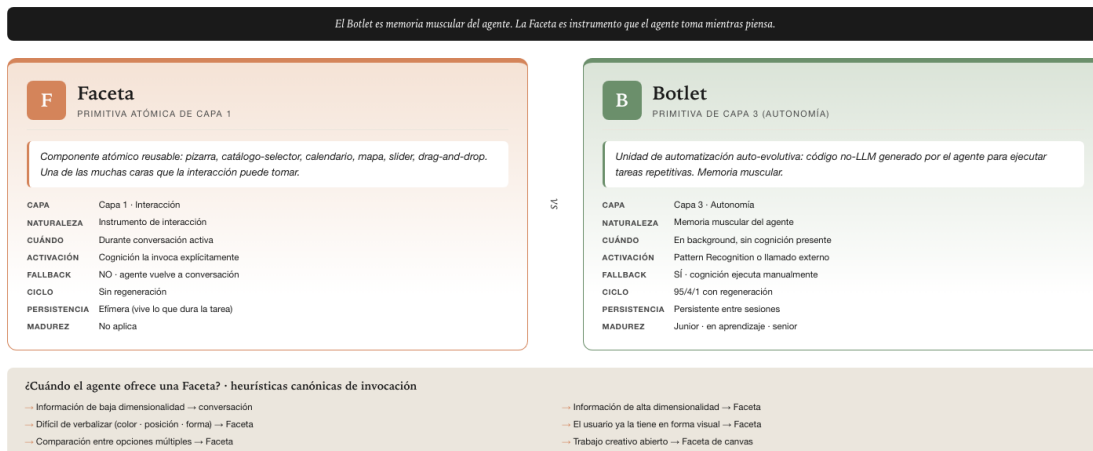 El Botlet es memoria muscular del agente. La Faceta es instrumento que el agente toma mientras piensa.
F
Faceta
PRIMITIVA ATÓMICA DE CAPA 1
Componente atómico reusable: pizarra, catálogo-selector, calendario, mapa, slider, drag-and-drop.
Una de las muchas caras que la interacción puede tomar.
CAPA Capa 1 · Interacción
NATURALEZA Instrumento de interacción
CUÁNDO Durante conversación activa
ACTIVACIÓN Cognición la invoca explícitamente
FALLBACK NO · agente vuelve a conversación
CICLO Sin regeneración
PERSISTENCIA Efímera (vive lo que dura la tarea)
MADUREZ No aplica
VS
B
Botlet
PRIMITIVA DE CAPA 3 (AUTONOMÍA)
Unidad de automatización auto-evolutiva: código no-LLM generado por el agente para ejecutar
tareas repetitivas. Memoria muscular.
CAPA Capa 3 · Autonomía
NATURALEZA Memoria muscular del agente
CUÁNDO En background, sin cognición presente
ACTIVACIÓN Pattern Recognition o llamado externo
FALLBACK SÍ · cognición ejecuta manualmente
CICLO 95/4/1 con regeneración
PERSISTENCIA Persistente entre sesiones
MADUREZ Junior · en aprendizaje · senior
¿Cuándo el agente ofrece una Faceta? · heurísticas canónicas de invocación
→ Información de baja dimensionalidad → conversación
→ Información de alta dimensionalidad → Faceta
→ Difícil de verbalizar (color · posición · forma) → Faceta
→ El usuario ya la tiene en forma visual → Faceta
→ Comparación entre opciones múltiples → Faceta
→ Trabajo creativo abierto → Faceta de canvas